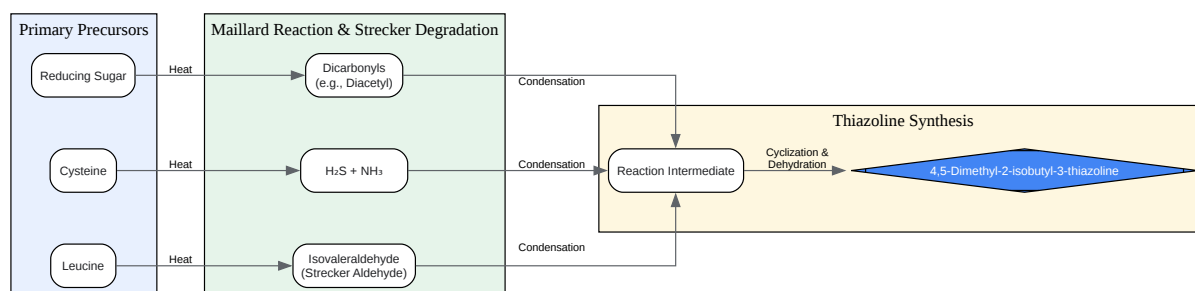 Primary Precursors
Maillard Reaction & Strecker Degradation
Reducing Sugar
Heat
Dicarbonyls
(e.g., Diacetyl)
Condensation
Thiazoline Synthesis
Cysteine
Heat
H₂S + NH₃
Condensation
Reaction Intermediate
Cyclization &
Dehydration
4,5-Dimethyl-2-isobutyl-3-thiazoline
Leucine
Heat
Isovaleraldehyde
(Strecker Aldehyde)
Condensation